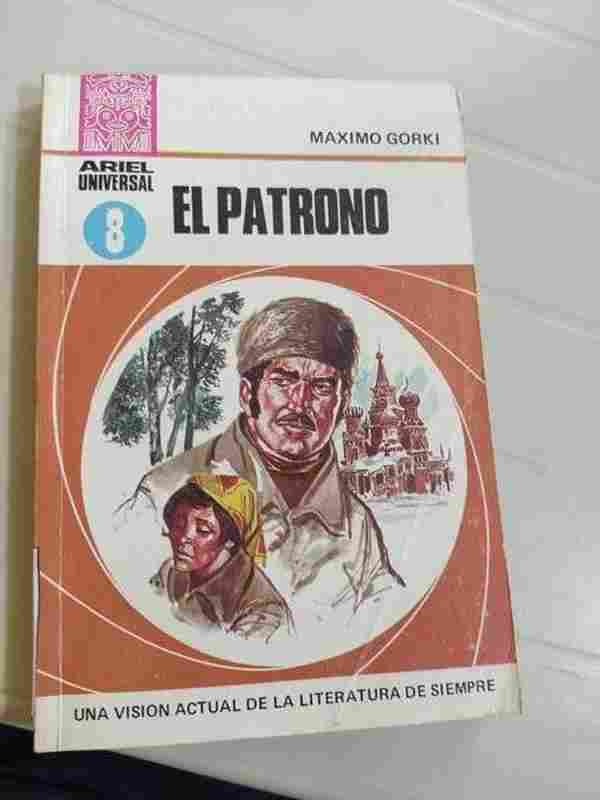 MAXIMO GORKI
ARIEL
UNIVERSAL
8
EL PATRONO
UNA VISION ACTUAL DE LA LITERATURA DE SIEMPRE